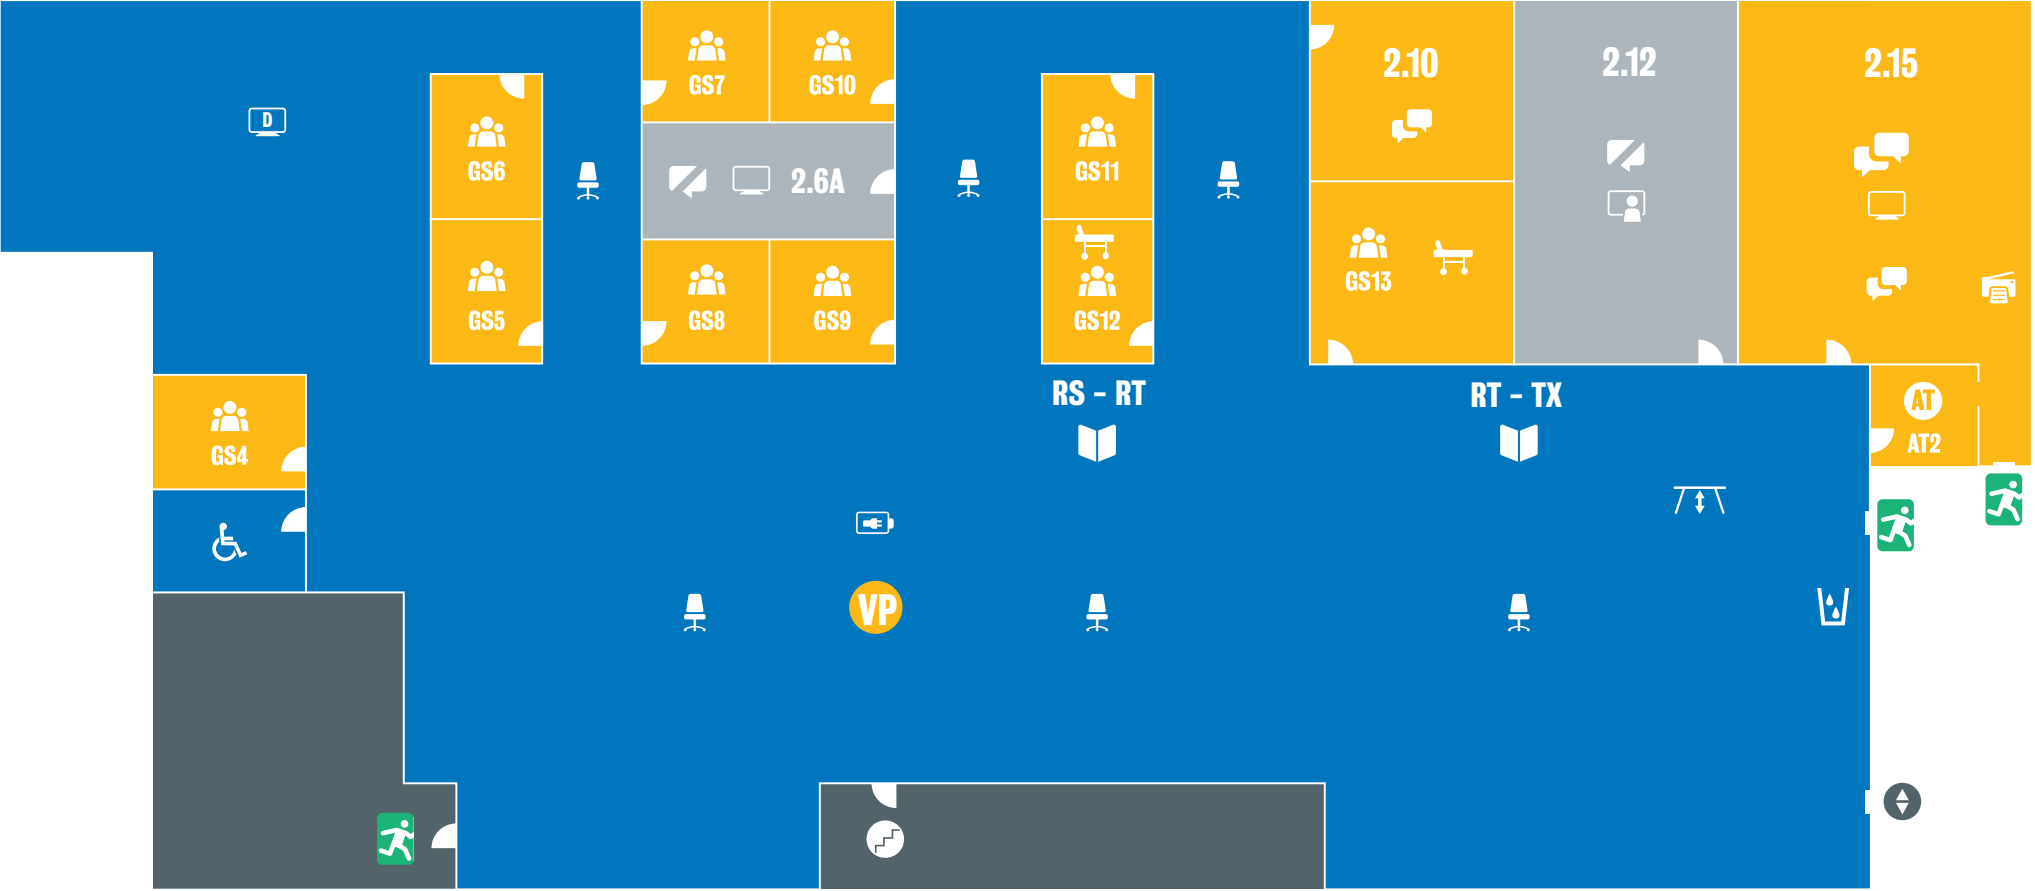 GS7
GS10
2.10
2.12
2.15
D
GS6
2.6A
GS11
GS5
GS8
GS9
GS12
GS13
RS – RT
RT – TX
AT
AT2
GS4
VP